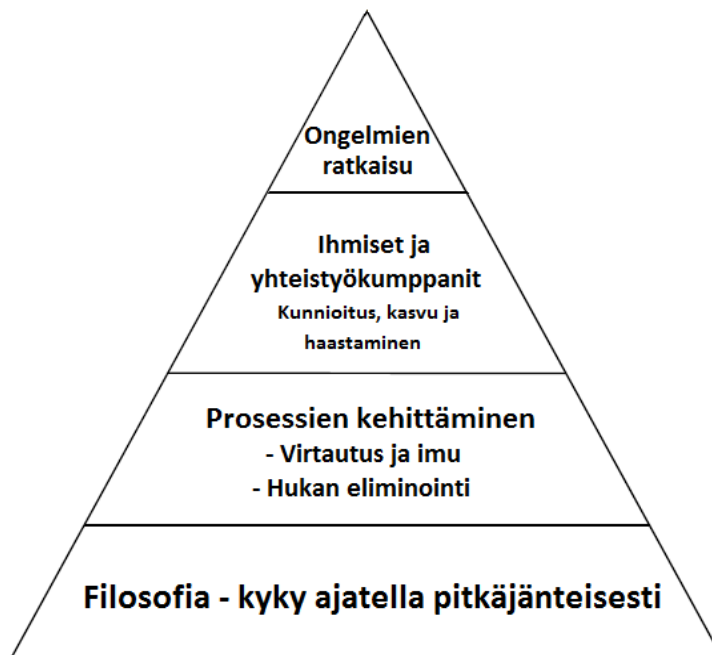 Ongelmien
ratkaisu
Ihmiset ja
yhteistyökumppanit
Kunnioitus, kasvu ja
haastaminen
Prosessien kehittäminen
- Virtautus ja imu
- Hukan eliminointi
Filosofia - kyky ajatella pitkäjänteisesti